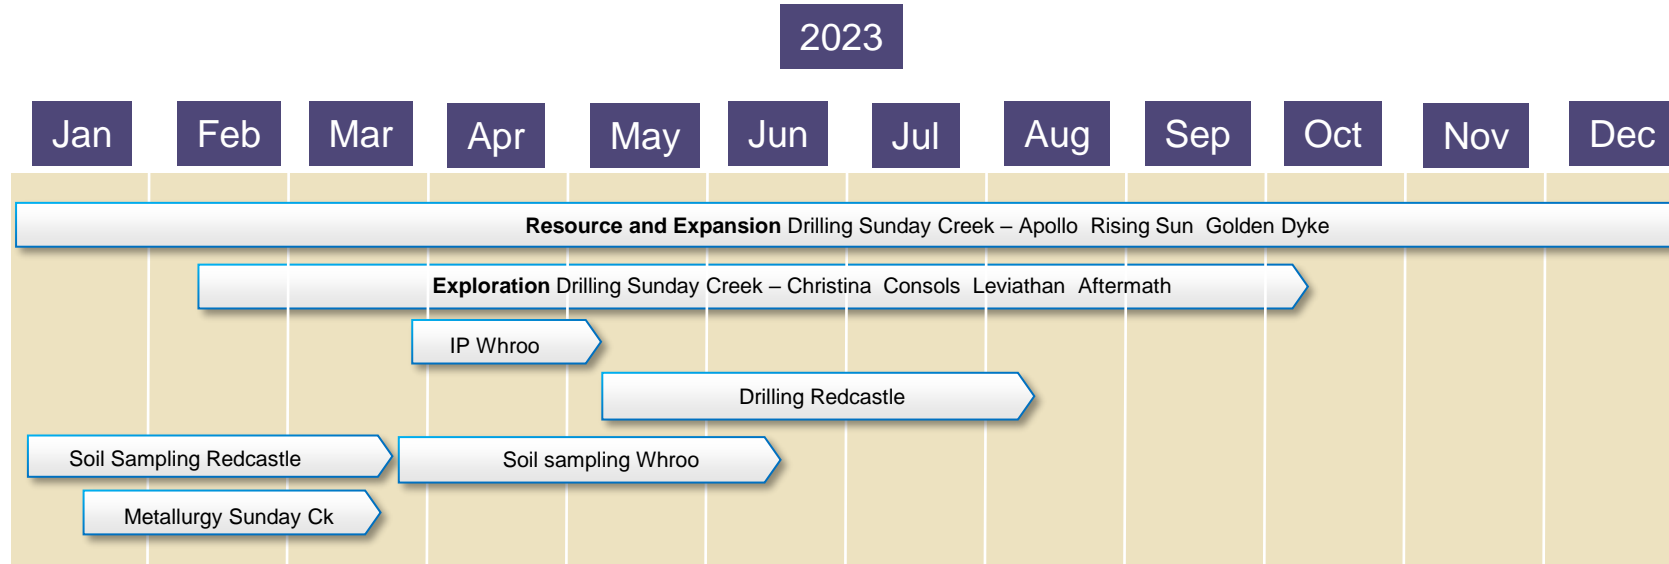 2023
Jan Feb Mar Apr May Jun Jul Aug Sep Oct Nov Dec
Resource and Expansion Drilling Sunday Creek – Apollo Rising Sun Golden Dyke
Exploration Drilling Sunday Creek – Christina Consols Leviathan Aftermath
IP Whroo
Drilling Redcastle
Soil Sampling Redcastle
Soil sampling Whroo
Metallurgy Sunday Ck